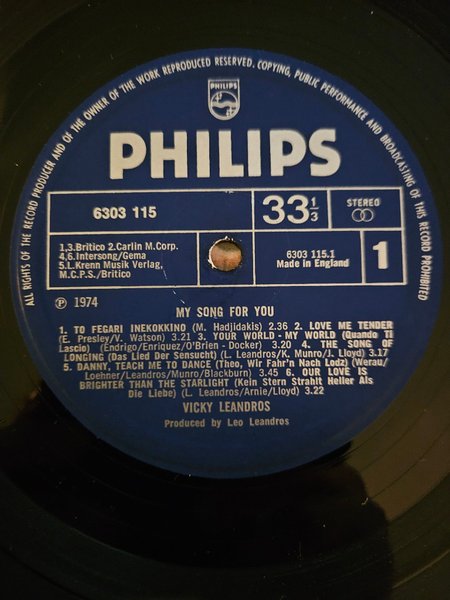 ALL RIGHTS OF THE RECORD PRODUCER AND OF THE OWNER OF THE WORK REPRODUCED RESERVED. COPYING, PUBLIC PERFORMANCE AND BROADCASTING OF THIS RECORD PROHIBITED
PHILIPS
PHILIPS
6303 115
33 1/3
STEREO
1,3.Britico 2.Carlin M.Corp.
4,6.Intersong/Gema
5.L.Krenn Musik Verlag,
M.C.P.S./Britico
6303 115.1
Made in England
1
℗ 1974
MY SONG FOR YOU
1. TO FEGARI INEKOKKINO (M. Hadjidakis) 2.36 2. LOVE ME TENDER
(E. Presley/V. Watson) 3.21 3. YOUR WORLD - MY WORLD (Quando Ti
Lascio) (Endrigo/Enriquez/O'Brien - Docker) 3.20 4. THE SONG OF
LONGING (Das Lied Der Sensucht) (L. Leandros/K. Munro/J. Lloyd) 3.17
5. DANNY, TEACH ME TO DANCE (Theo, Wir Fahr'n Nach Lodz) (Werau/
Loehner/Leandros/Munro/Blackburn) 3.45 6. OUR LOVE IS
BRIGHTER THAN THE STARLIGHT (Kein Stern Strahlt Heller Als
Die Liebe) (L. Leandros/Arnie/Lloyd) 3.22
VICKY LEANDROS
Produced by Leo Leandros